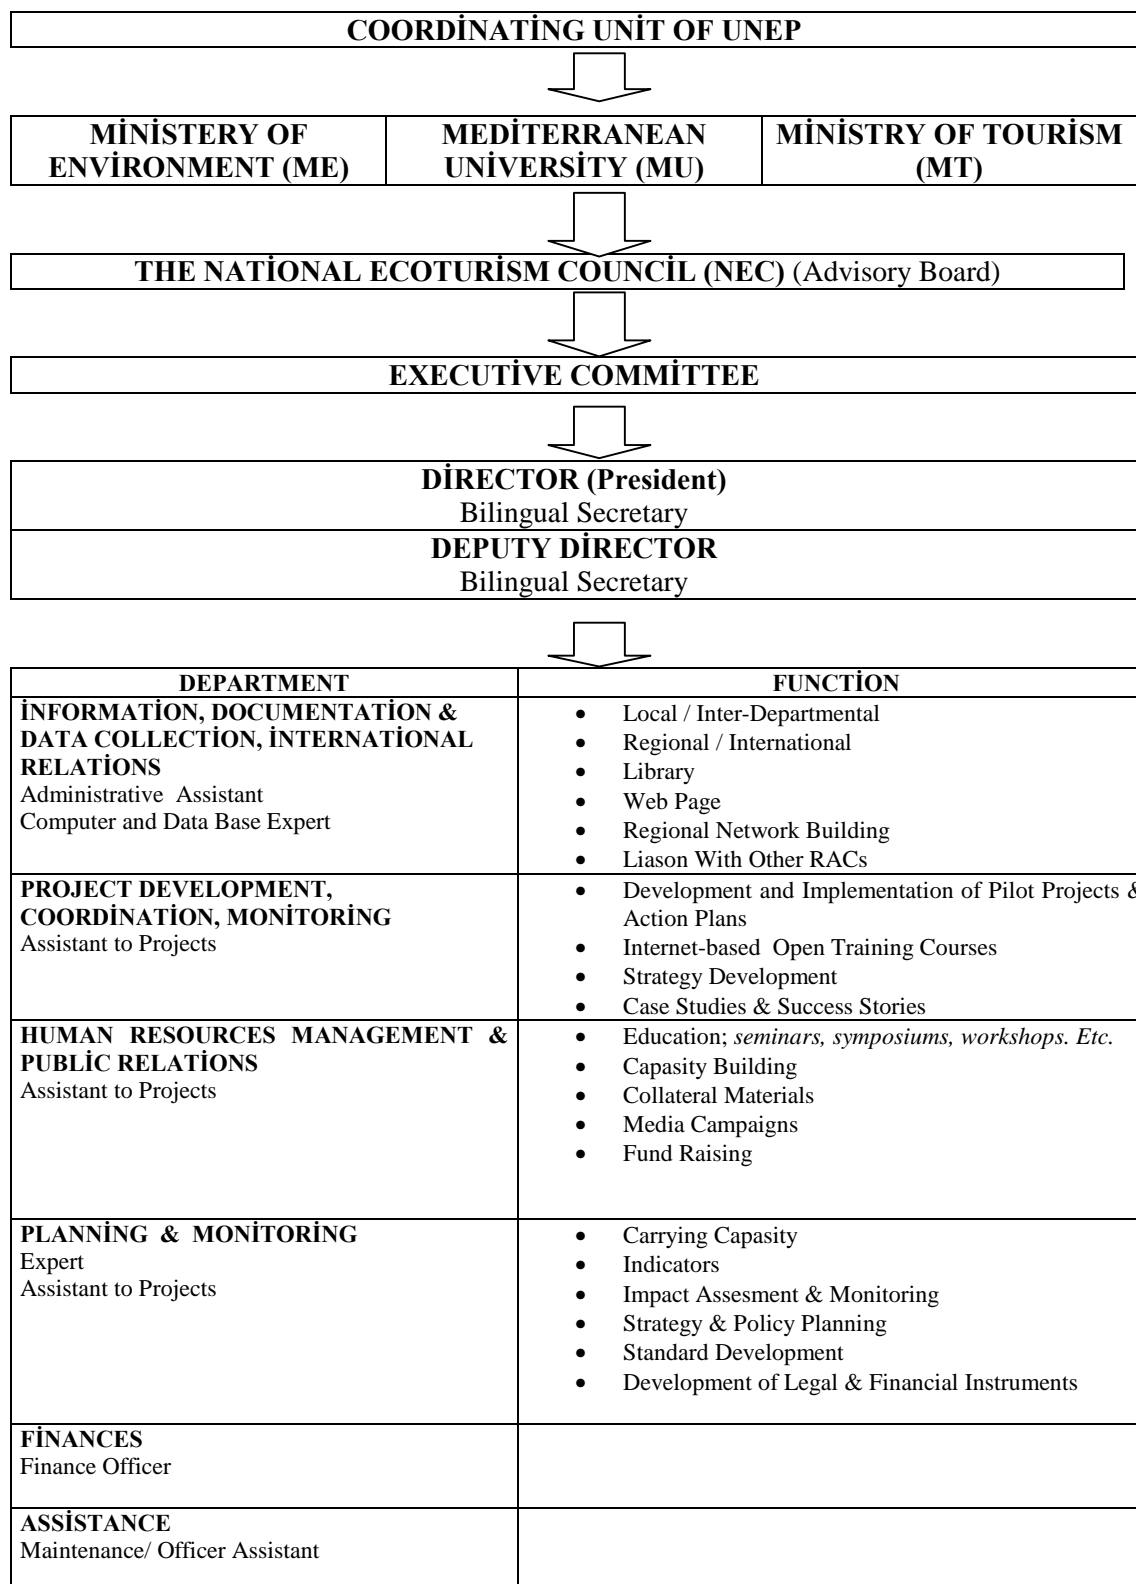 COORDİNATİNG UNİT OF UNEP
MİNİSTERY OF
ENVİRONMENT (ME)
MEDİTERRANEAN
UNİVERSİTY (MU)
MİNİSTRY OF TOURİSM
(MT)
THE NATİONAL ECOTURİSM COUNCİL (NEC) (Advisory Board)
EXECUTİVE COMMİTTEE
DİRECTOR (President)
Bilingual Secretary
DEPUTY DİRECTOR
Bilingual Secretary
DEPARTMENT
FUNCTİON
İNFORMATİON, DOCUMENTATİON &
DATA COLLECTİON, İNTERNATİONAL
RELATİONS
Administrative Assistant
Computer and Data Base Expert
• Local / Inter-Departmental
• Regional / International
• Library
• Web Page
• Regional Network Building
• Liason With Other RACs
PROJECT DEVELOPMENT,
COORDİNATİON, MONİTORİNG
Assistant to Projects
• Development and Implementation of Pilot Projects &
Action Plans
• Internet-based Open Training Courses
• Strategy Development
• Case Studies & Success Stories
HUMAN RESOURCES MANAGEMENT &
PUBLİC RELATİONS
Assistant to Projects
• Education; seminars, symposiums, workshops. Etc.
• Capasity Building
• Collateral Materials
• Media Campaigns
• Fund Raising
PLANNİNG & MONİTORİNG
Expert
Assistant to Projects
• Carrying Capasity
• Indicators
• Impact Assesment & Monitoring
• Strategy & Policy Planning
• Standard Development
• Development of Legal & Financial Instruments
FİNANCES
Finance Officer
ASSİSTANCE
Maintenance/ Officer Assistant